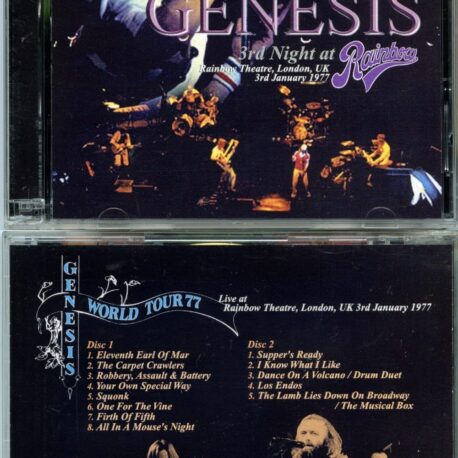 GENESIS
3rd Night at Rainbow
Rainbow Theatre, London, UK
3rd January 1977
GENESIS
WORLD TOUR 77
Live at
Rainbow Theatre, London, UK 3rd January 1977
Disc 1
1. Eleventh Earl Of Mar
2. The Carpet Crawlers
3. Robbery, Assault & Battery
4. Your Own Special Way
5. Squonk
6. One For The Vine
7. Firth Of Fifth
8. All In A Mouse's Night
Disc 2
1. Supper's Ready
2. I Know What I Like
3. Dance On A Volcano / Drum Duet
4. Los Endos
5. The Lamb Lies Down On Broadway
/ The Musical Box